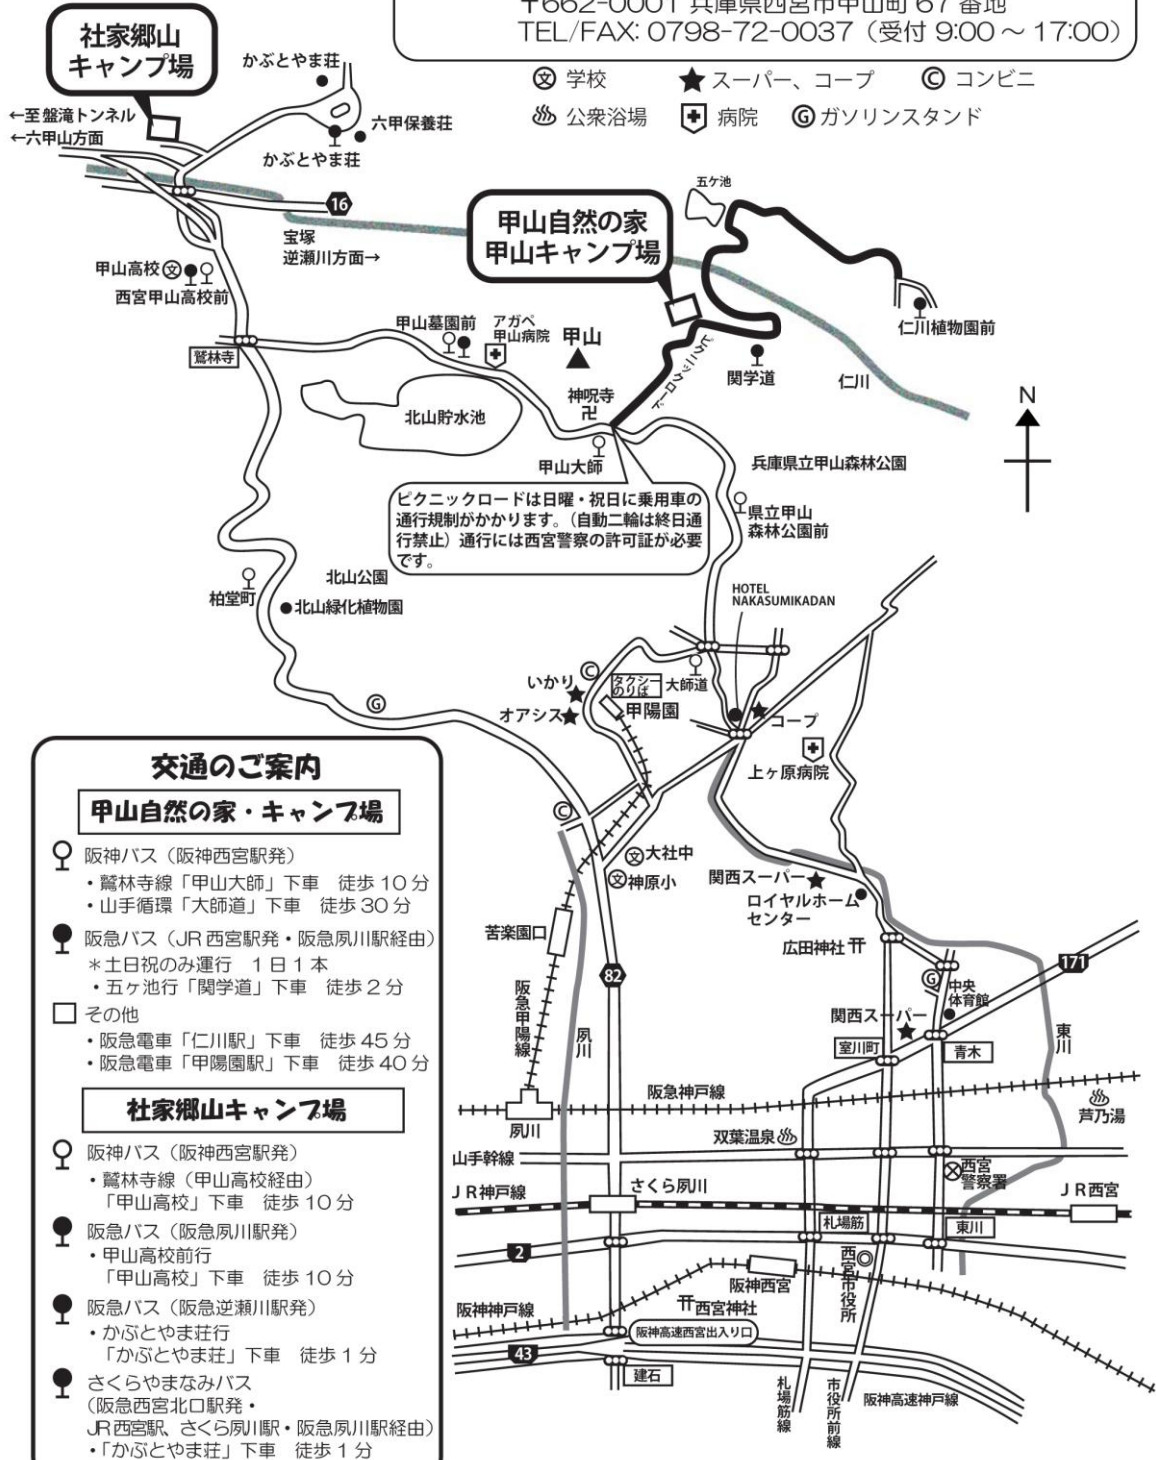 〒662-0001 兵庫県西宮市甲山町 67 番地
TEL/FAX: 0798-72-0037（受付 9:00 ～ 17:00）
文 学校
★ スーパー、コープ
C コンビニ
♨ 公衆浴場
病院
G ガソリンスタンド
社家郷山
キャンプ場
かぶとやま荘
←至 盤滝トンネル
←六甲山方面
六甲保養荘
かぶとやま荘
16
宝塚
逆瀬川方面→
五ケ池
甲山自然の家
甲山キャンプ場
甲山高校 文
西宮甲山高校前
仁川植物園前
鷲林寺
甲山墓園前
アガペ
甲山病院
甲山
ピクニックロード
関学道
仁川
N
北山貯水池
神呪寺
卍
甲山大師
兵庫県立甲山森林公園
ピクニックロードは日曜・祝日に乗用車の
通行規制がかかります。（自動二輪は終日通
行禁止）通行には西宮警察の許可証が必要
です。
県立甲山
森林公園前
北山公園
柏堂町
北山緑化植物園
HOTEL
NAKASUMIKADAN
G
C
いかり
オアシス
タクシー
のりば
大師道
甲陽園
コープ
上ヶ原病院
C
文 大社中
文 神原小
関西スーパー
ロイヤルホーム
センター
苦楽園口
広田神社
82
171
G
中央
体育館
阪急甲陽線
夙川
関西スーパー
室川町
青木
東川
阪急神戸線
芦乃湯
夙川
双葉温泉
山手幹線
西宮
警察署
JR神戸線
さくら夙川
JR西宮
札場筋
東川
2
西宮市役所
阪神西宮
阪神神戸線
西宮神社
阪神高速西宮出入り口
43
建石
札場筋線
市役所前線
阪神高速神戸線
交通のご案内
甲山自然の家・キャンプ場
阪神バス（阪神西宮駅発）
・鷲林寺線「甲山大師」下車　徒歩 10 分
・山手循環「大師道」下車　徒歩 30 分
阪急バス（JR 西宮駅発・阪急夙川駅経由）
＊土日祝のみ運行　1 日 1 本
・五ヶ池行「関学道」下車　徒歩 2 分
その他
・阪急電車「仁川駅」下車　徒歩 45 分
・阪急電車「甲陽園駅」下車　徒歩 40 分
社家郷山キャンプ場
阪神バス（阪神西宮駅発）
・鷲林寺線（甲山高校経由）
「甲山高校」下車　徒歩 10 分
阪急バス（阪急夙川駅発）
・甲山高校前行
「甲山高校」下車　徒歩 10 分
阪急バス（阪急逆瀬川駅発）
・かぶとやま荘行
「かぶとやま荘」下車　徒歩 1 分
さくらやまなみバス
（阪急西宮北口駅発・
JR 西宮駅、さくら夙川駅・阪急夙川駅経由）
・「かぶとやま荘」下車　徒歩 1 分